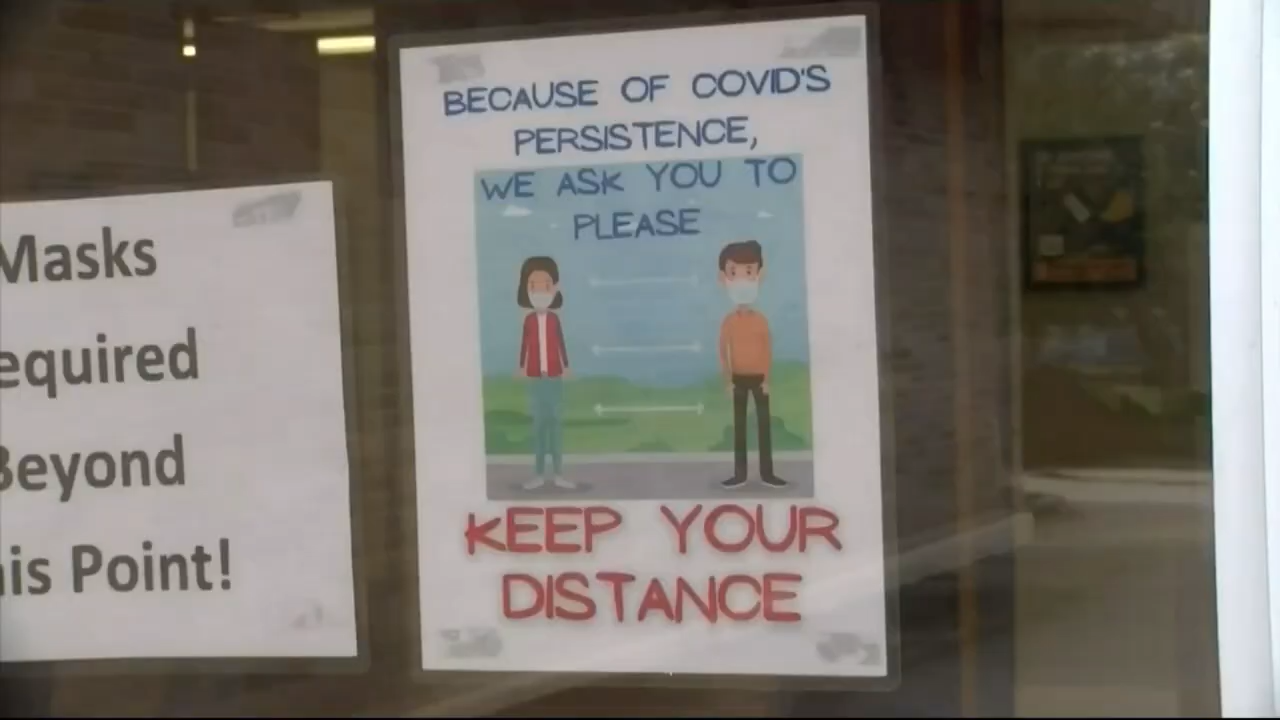 Masks
equired
Beyond
his Point!
BECAUSE OF COVID'S
PERSISTENCE,
WE ASK YOU TO
PLEASE
KEEP YOUR
DISTANCE